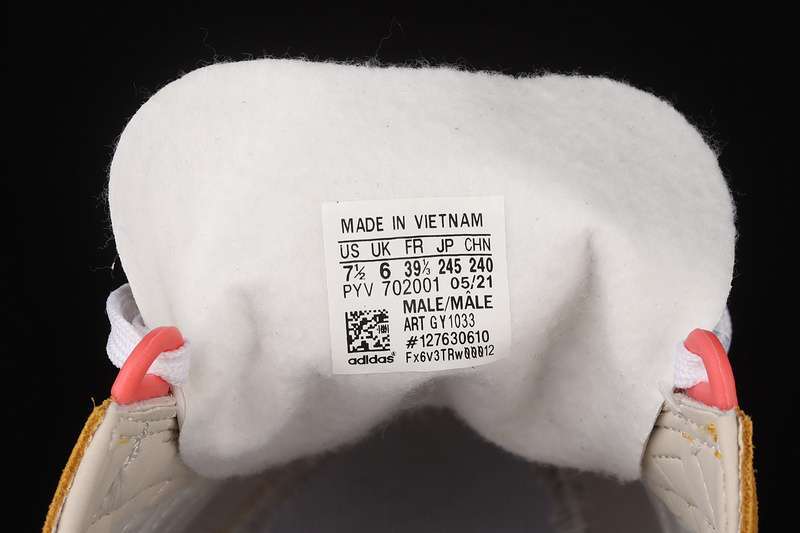 MADE IN VIETNAM
US UK FR JP CHN
7½ 6 39⅓ 245 240
PYV 702001 05/21
MALE/MÂLE
ART GY1033
#127630610
adidas
Fx6v3TRw00012